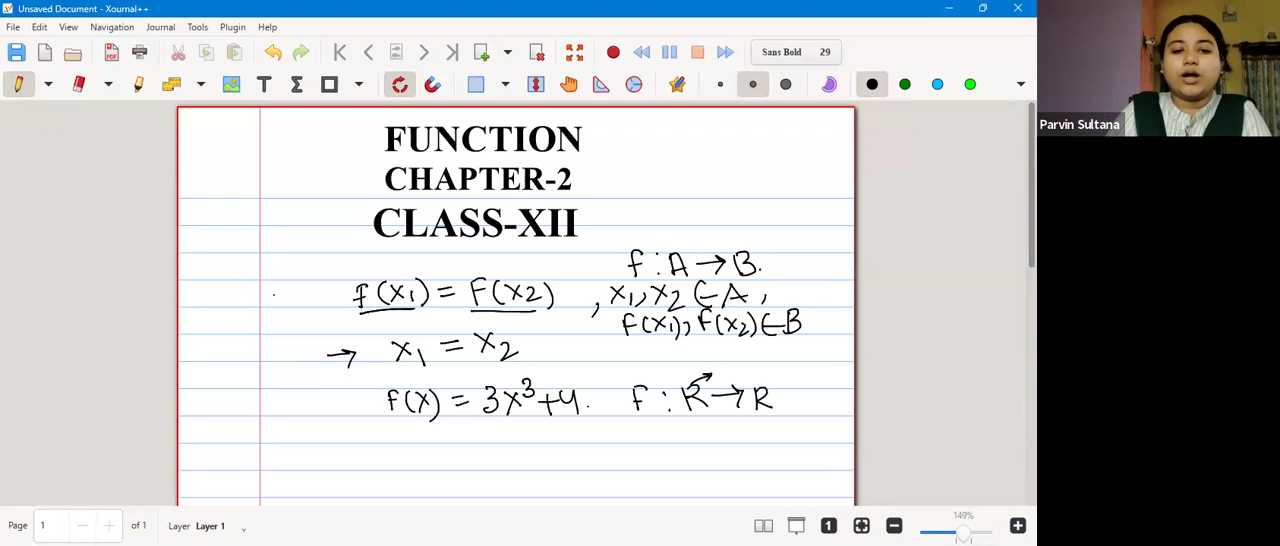 Unsaved Document - Xournal++
File Edit View Navigation Journal Tools Plugin Help
Sans Bold 29
Parvin Sultana
FUNCTION
CHAPTER-2
CLASS-XII
f : A → B.
f(x1) = F(x2) , x1, x2 ∈ A,
f(x1), f(x2) ∈ B
→ x1 = x2
f(x) = 3x³+4. f : R → R
Page 1 of 1 Layer Layer 1 149%